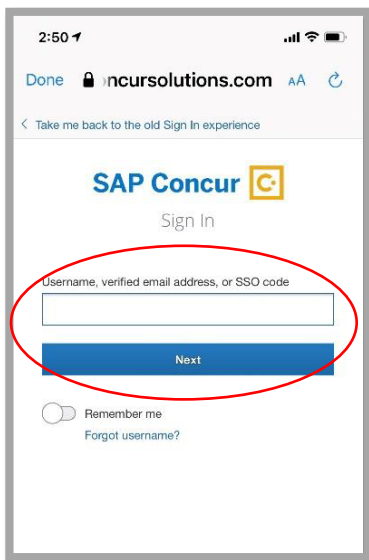 2:50
Done ncursolutions.com AA
< Take me back to the old Sign In experience
SAP Concur C.
Sign In
Username, verified email address, or SSO code
Next
Remember me
Forgot username?